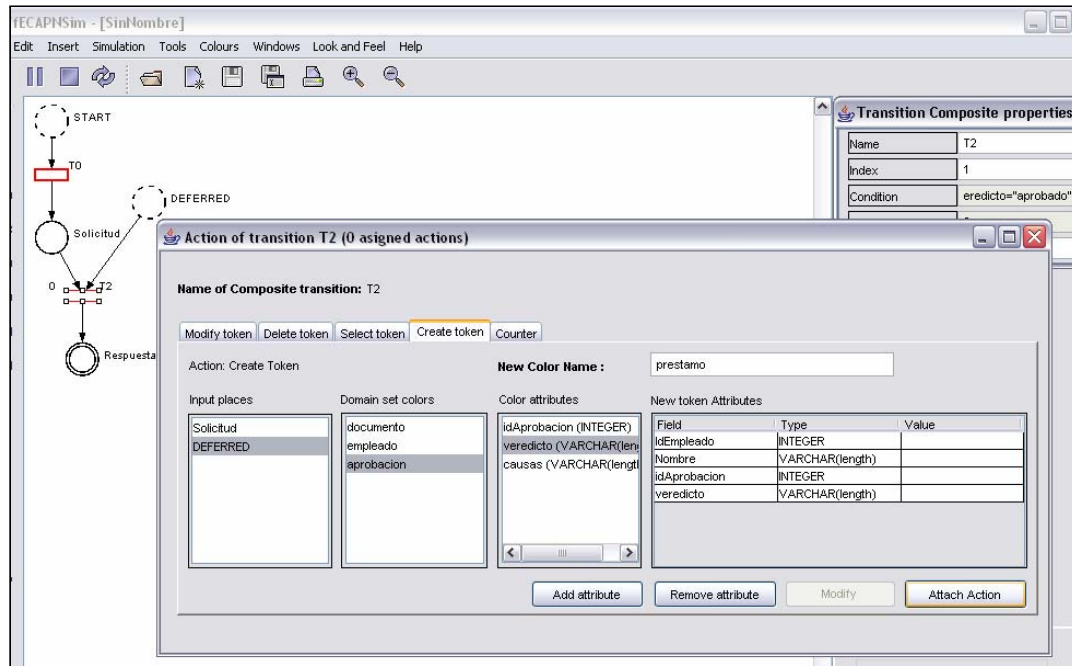 fECAPNSim - [SinNombre]
Edit Insert Simulation Tools Colours Windows Look and Feel Help
START
T0
DEFERRED
Solicitud
0
T2
Respuesta
Transition Composite properties
Name T2
Index 1
Condition eredicto="aprobado"
Action of transition T2 (0 asigned actions)
Name of Composite transition: T2
Modify token Delete token Select token Create token Counter
Action: Create Token
New Color Name : prestamo
Input places Domain set colors Color attributes New token Attributes
Solicitud
DEFERRED
documento
empleado
aprobacion
idAprobacion (INTEGER)
veredicto (VARCHAR(len
causas (VARCHAR(lengtl
Field Type Value
IdEmpleado INTEGER
Nombre VARCHAR(length)
idAprobacion INTEGER
veredicto VARCHAR(length)
Add attribute Remove attribute Modify Attach Action